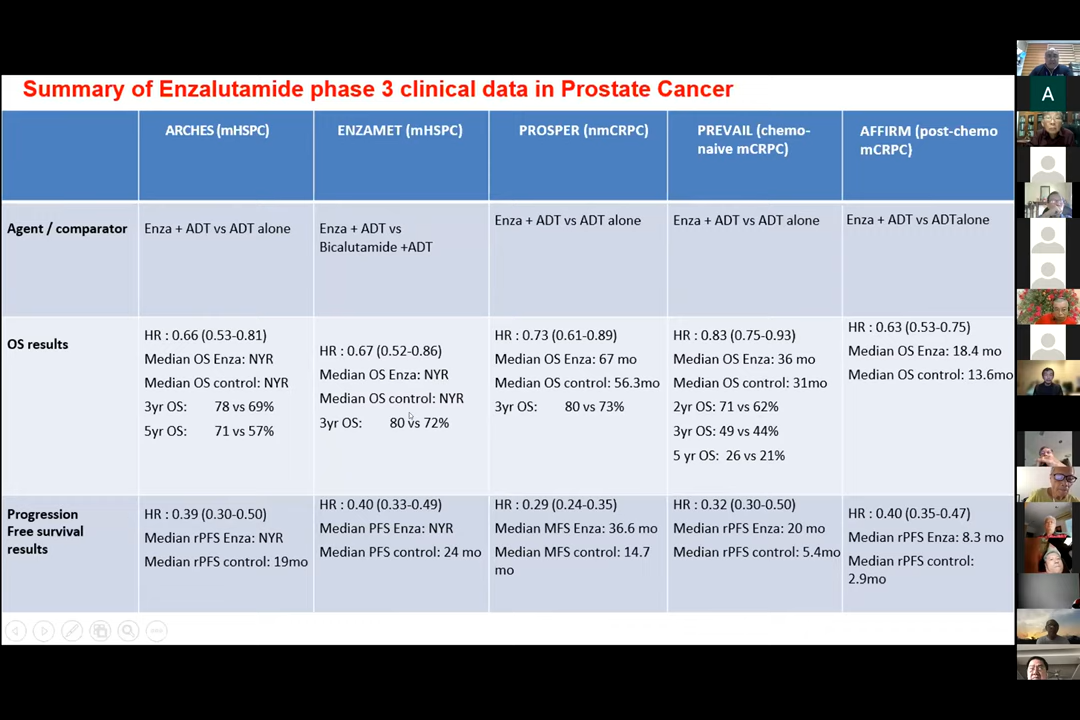 Summary of Enzalutamide phase 3 clinical data in Prostate Cancer
ARCHES (mHSPC)
ENZAMET (mHSPC)
PROSPER (nmCRPC)
PREVAIL (chemo-
naive mCRPC)
AFFIRM (post-chemo
mCRPC)
Agent / comparator
Enza + ADT vs ADT alone
Enza + ADT vs
Bicalutamide +ADT
Enza + ADT vs ADT alone
Enza + ADT vs ADT alone
Enza + ADT vs ADTalone
OS results
HR : 0.66 (0.53-0.81)
Median OS Enza: NYR
Median OS control: NYR
3yr OS: 78 vs 69%
5yr OS: 71 vs 57%
HR : 0.67 (0.52-0.86)
Median OS Enza: NYR
Median OS control: NYR
3yr OS: 80 vs 72%
HR : 0.73 (0.61-0.89)
Median OS Enza: 67 mo
Median OS control: 56.3mo
3yr OS: 80 vs 73%
HR : 0.83 (0.75-0.93)
Median OS Enza: 36 mo
Median OS control: 31mo
2yr OS: 71 vs 62%
3yr OS: 49 vs 44%
5 yr OS: 26 vs 21%
HR : 0.63 (0.53-0.75)
Median OS Enza: 18.4 mo
Median OS control: 13.6mo
Progression
Free survival
results
HR : 0.39 (0.30-0.50)
Median rPFS Enza: NYR
Median rPFS control: 19mo
HR : 0.40 (0.33-0.49)
Median PFS Enza: NYR
Median PFS control: 24 mo
HR : 0.29 (0.24-0.35)
Median MFS Enza: 36.6 mo
Median MFS control: 14.7
mo
HR : 0.32 (0.30-0.50)
Median rPFS Enza: 20 mo
Median rPFS control: 5.4mo
HR : 0.40 (0.35-0.47)
Median rPFS Enza: 8.3 mo
Median rPFS control:
2.9mo
A